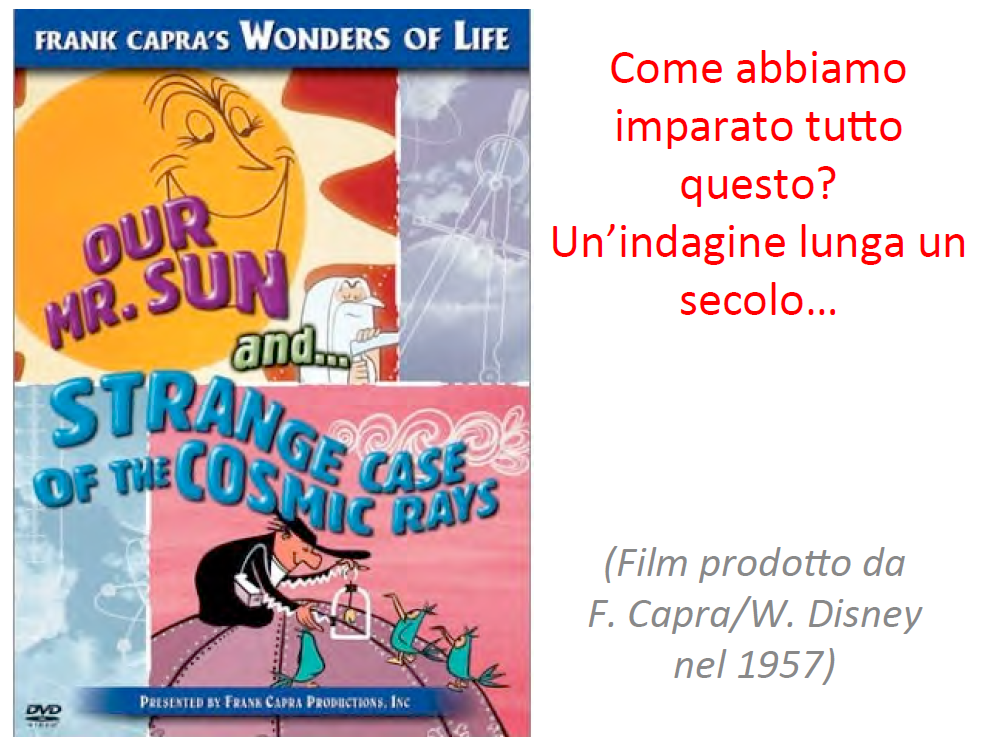 FRANK CAPRA'S WONDERS OF LIFE
OUR
MR. SUN
and...
STRANGE CASE
OF THE COSMIC RAYS
PRESENTED BY FRANK CAPRA PRODUCTIONS, INC
DVD
VIDEO
Come abbiamo
imparato tutto
questo?
Un’indagine lunga un
secolo…
(Film prodotto da
F. Capra/W. Disney
nel 1957)